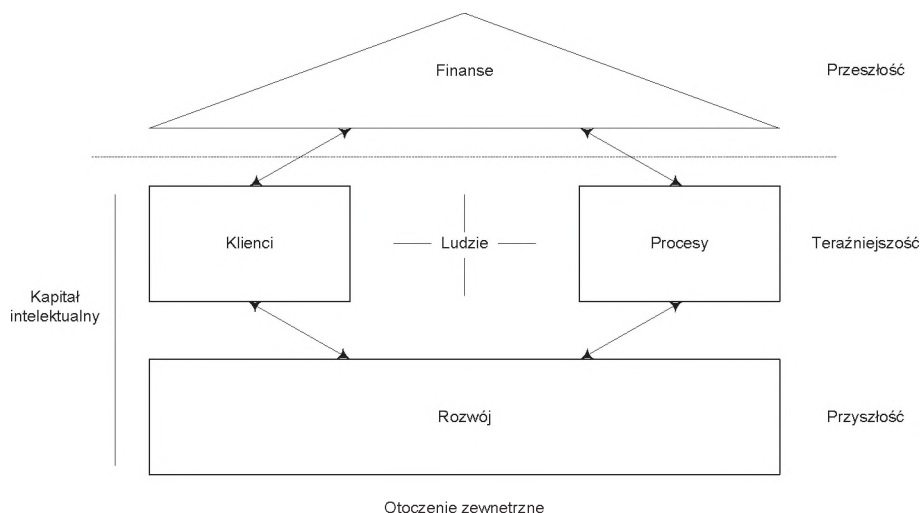 Finanse
Przeszłość
Klienci
Ludzie
Procesy
Teraźniejszość
Kapitał
intelektualny
Rozwój
Przyszłość
Otoczenie zewnetrzne